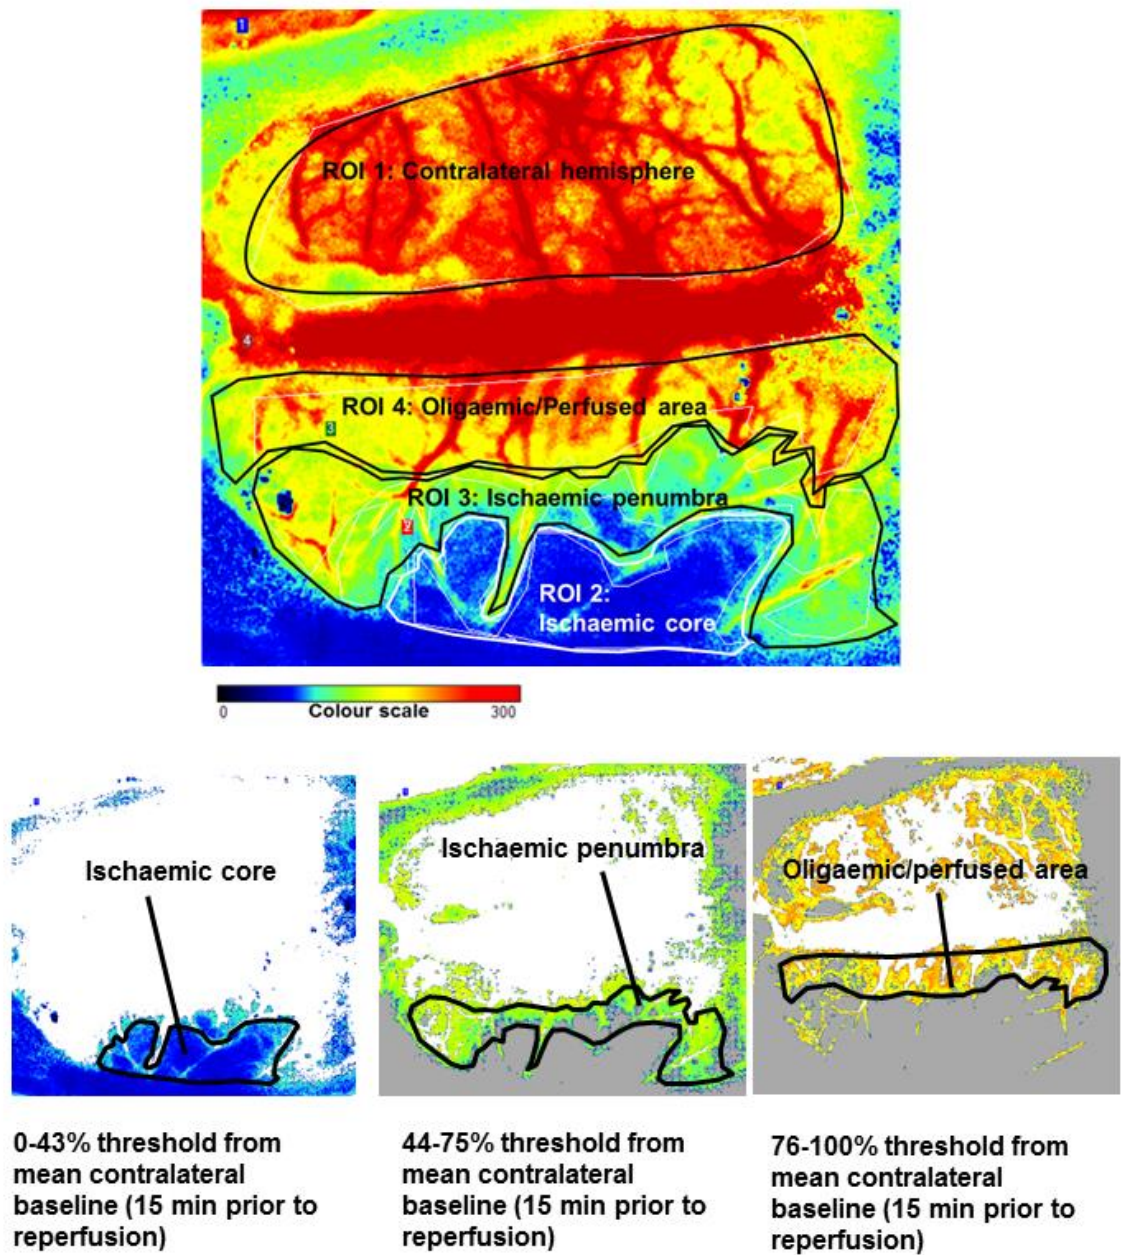 1
ROI 1: Contralateral hemisphere
4
ROI 4: Oligaemic/Perfused area
3
ROI 3: Ischaemic penumbra
2
ROI 2:
Ischaemic core
0 Colour scale 300
Ischaemic core
Ischaemic penumbra
Oligaemic/perfused area
0-43% threshold from
mean contralateral
baseline (15 min prior to
reperfusion)
44-75% threshold from
mean contralateral
baseline (15 min prior to
reperfusion)
76-100% threshold from
mean contralateral
baseline (15 min prior to
reperfusion)